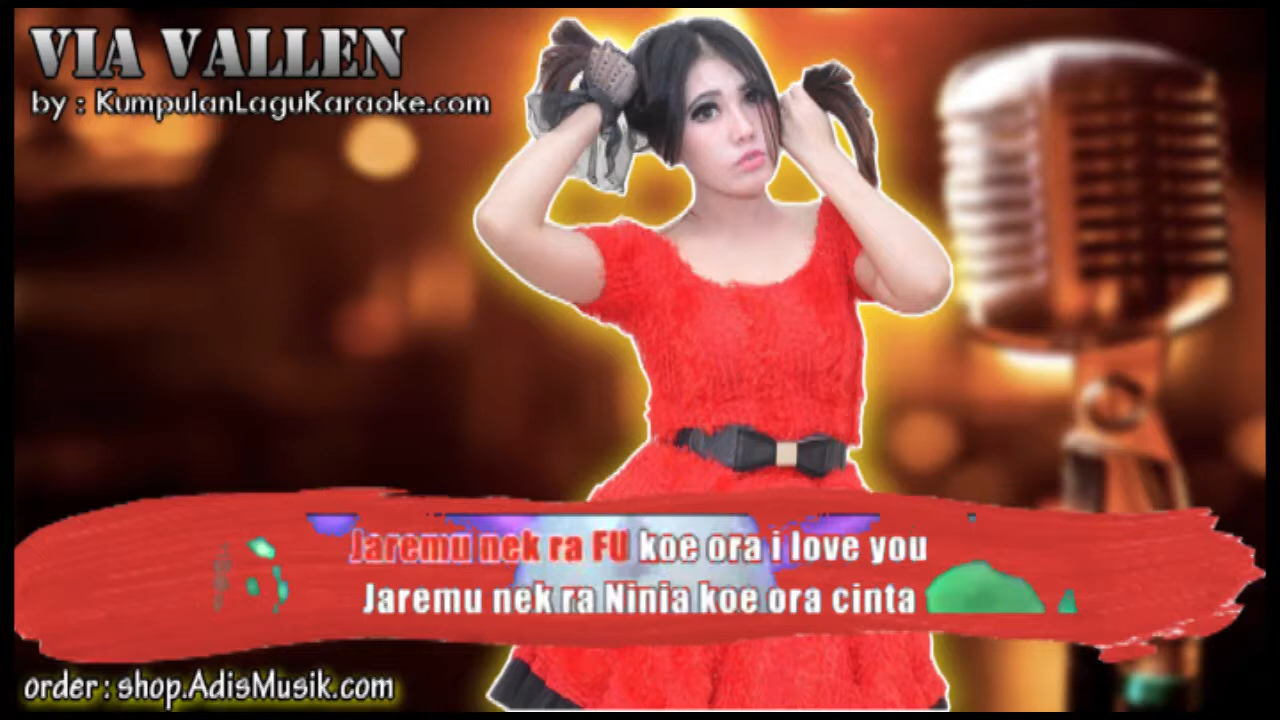 VIA VALLEN
by : KumpulanLaguKaraoke.com
Jaremu nek ra FU koe ora i love you
Jaremu nek ra Ninja koe ora cinta
order : shop.AdisMusik.com